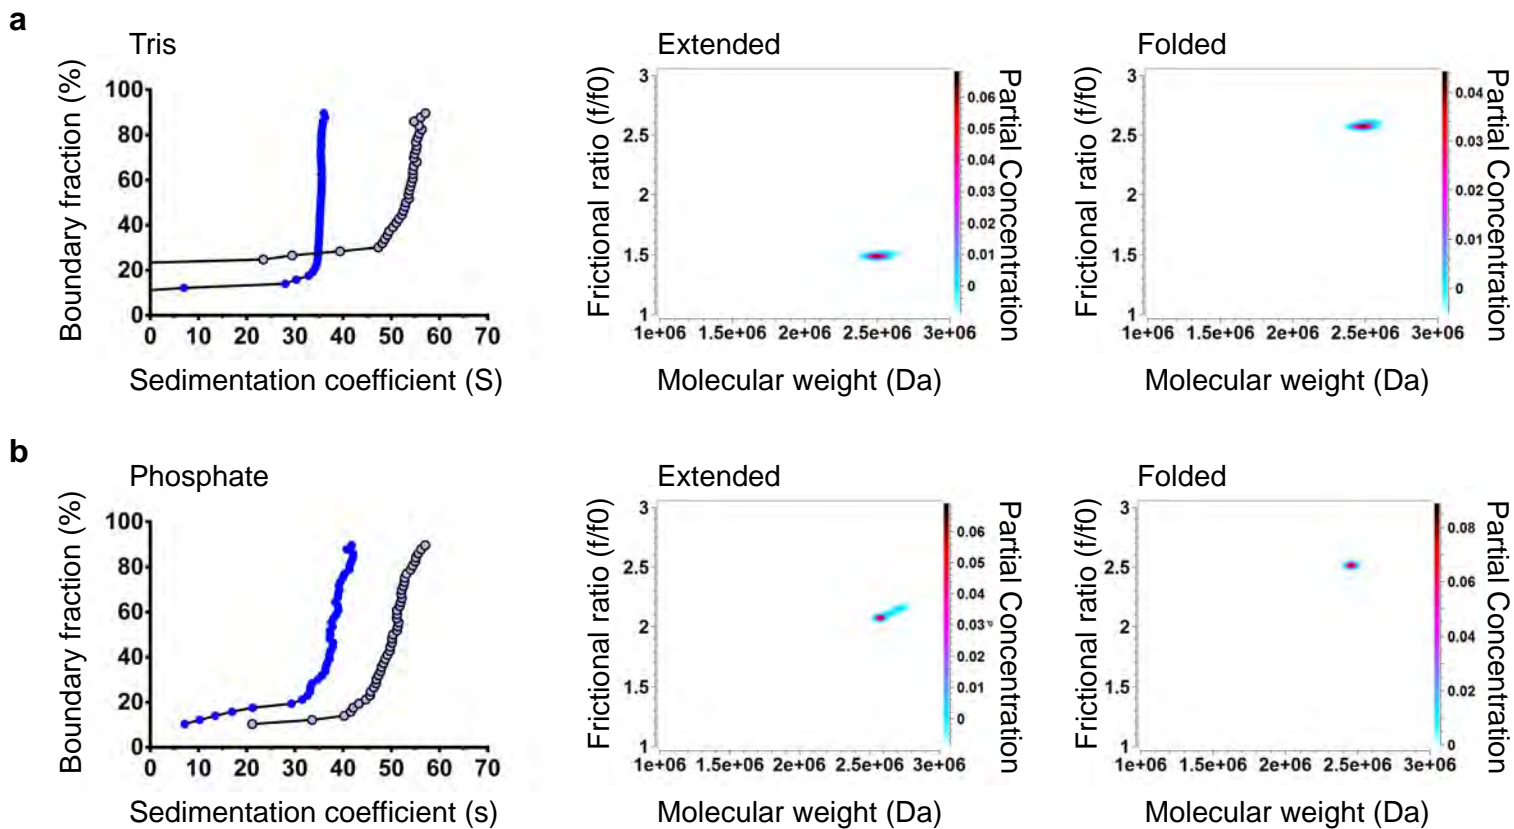 a
Tris
Boundary fraction (%)
100
80
60
40
20
0
0 10 20 30 40 50 60 70
Sedimentation coefficient (S)
Extended
Frictional ratio (f/f0)
3
2.5
2
1.5
1
1e+06 1.5e+06 2e+06 2.5e+06 3e+06
Molecular weight (Da)
0.06
0.05
0.04
0.03
0.02
0.01
0
Partial Concentration
Folded
Frictional ratio (f/f0)
3
2.5
2
1.5
1
1e+06 1.5e+06 2e+06 2.5e+06 3e+06
Molecular weight (Da)
0.04
0.03
0.02
0.01
0
Partial Concentration
b
Phosphate
Boundary fraction (%)
100
80
60
40
20
0
0 10 20 30 40 50 60 70
Sedimentation coefficient (s)
Extended
Frictional ratio (f/f0)
3
2.5
2
1.5
1
1e+06 1.5e+06 2e+06 2.5e+06 3e+06
Molecular weight (Da)
0.06
0.05
0.04
0.03
0.02
0.01
0
Partial Concentration
Folded
Frictional ratio (f/f0)
3
2.5
2
1.5
1
1e+06 1.5e+06 2e+06 2.5e+06 3e+06
Molecular weight (Da)
0.08
0.06
0.04
0.02
0
Partial Concentration